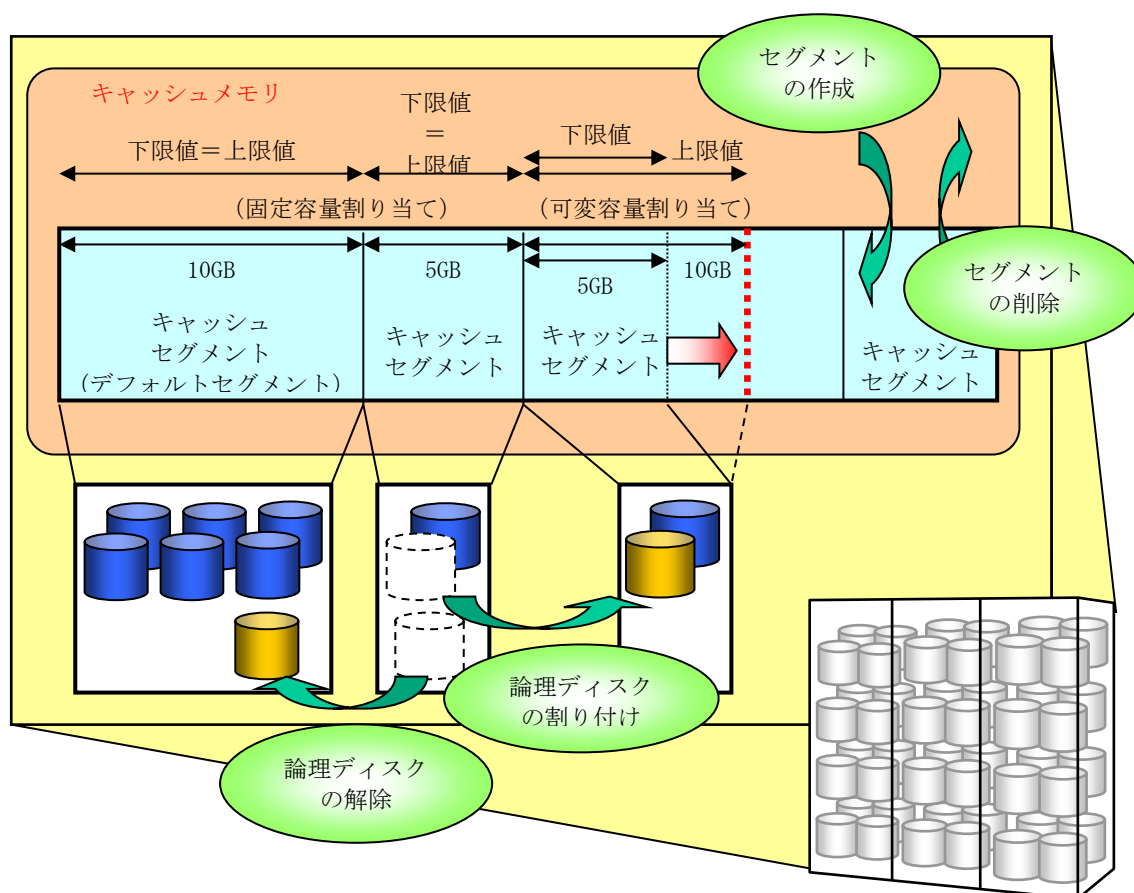 セグメント
の作成
キャッシュメモリ
下限値
＝
上限値
下限値＝上限値
下限値
上限値
(固定容量割り当て)
(可変容量割り当て)
10GB
5GB
5GB
10GB
セグメント
の削除
キャッシュ
セグメント
(デフォルトセグメント)
キャッシュ
セグメント
キャッシュ
セグメント
キャッシュ
セグメント
論理ディスク
の割り付け
論理ディスク
の解除